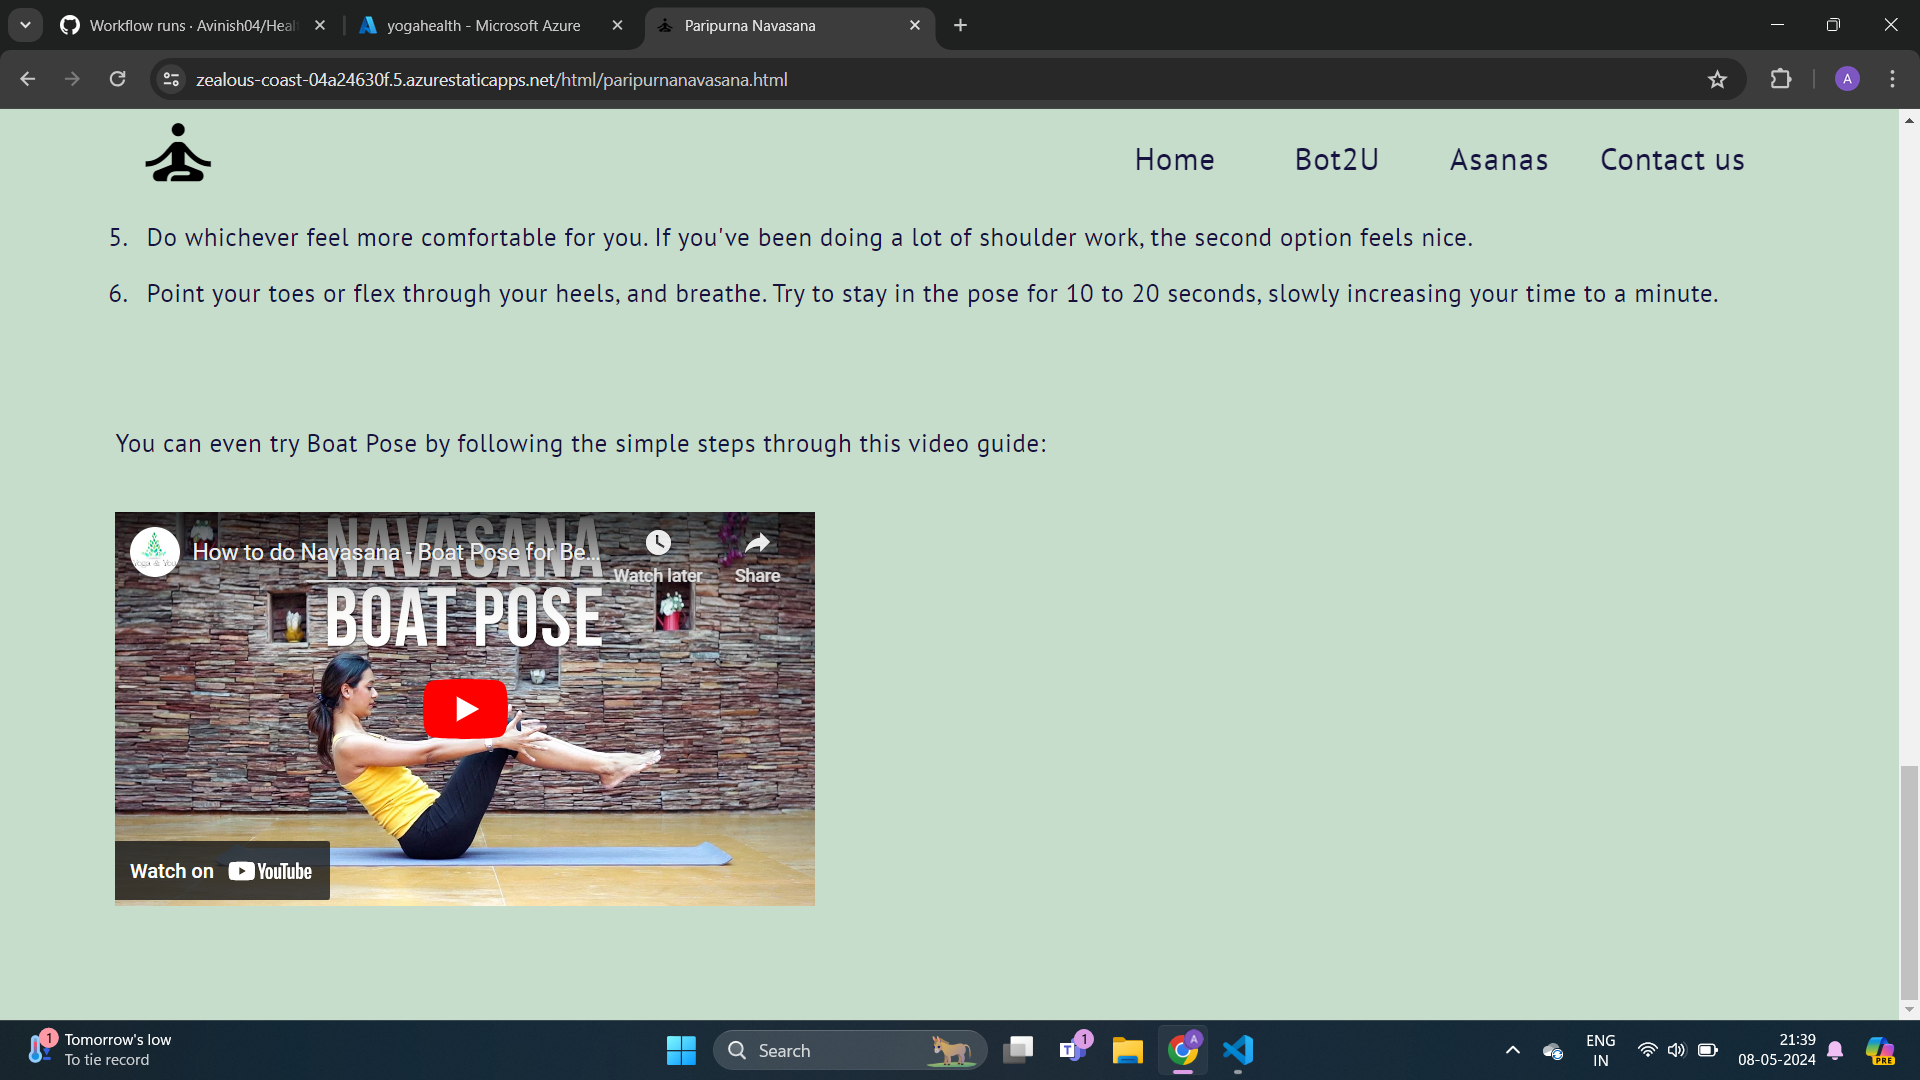 Workflow runs · Avinish04/Heal
yogahealth - Microsoft Azure
Paripurna Navasana
zealous-coast-04a24630f.5.azurestaticapps.net/html/paripurnanavasana.html
A
Home
Bot2U
Asanas
Contact us
5. Do whichever feel more comfortable for you. If you've been doing a lot of shoulder work, the second option feels nice.
6. Point your toes or flex through your heels, and breathe. Try to stay in the pose for 10 to 20 seconds, slowly increasing your time to a minute.
You can even try Boat Pose by following the simple steps through this video guide:
NAVASANA
How to do Navasana - Boat Pose for Be...
Watch later
Share
Yoga & You
BOAT POSE
Watch on YouTube
1
Tomorrow's low
To tie record
Search
T
1
A
ENG
IN
21:39
08-05-2024
PRE